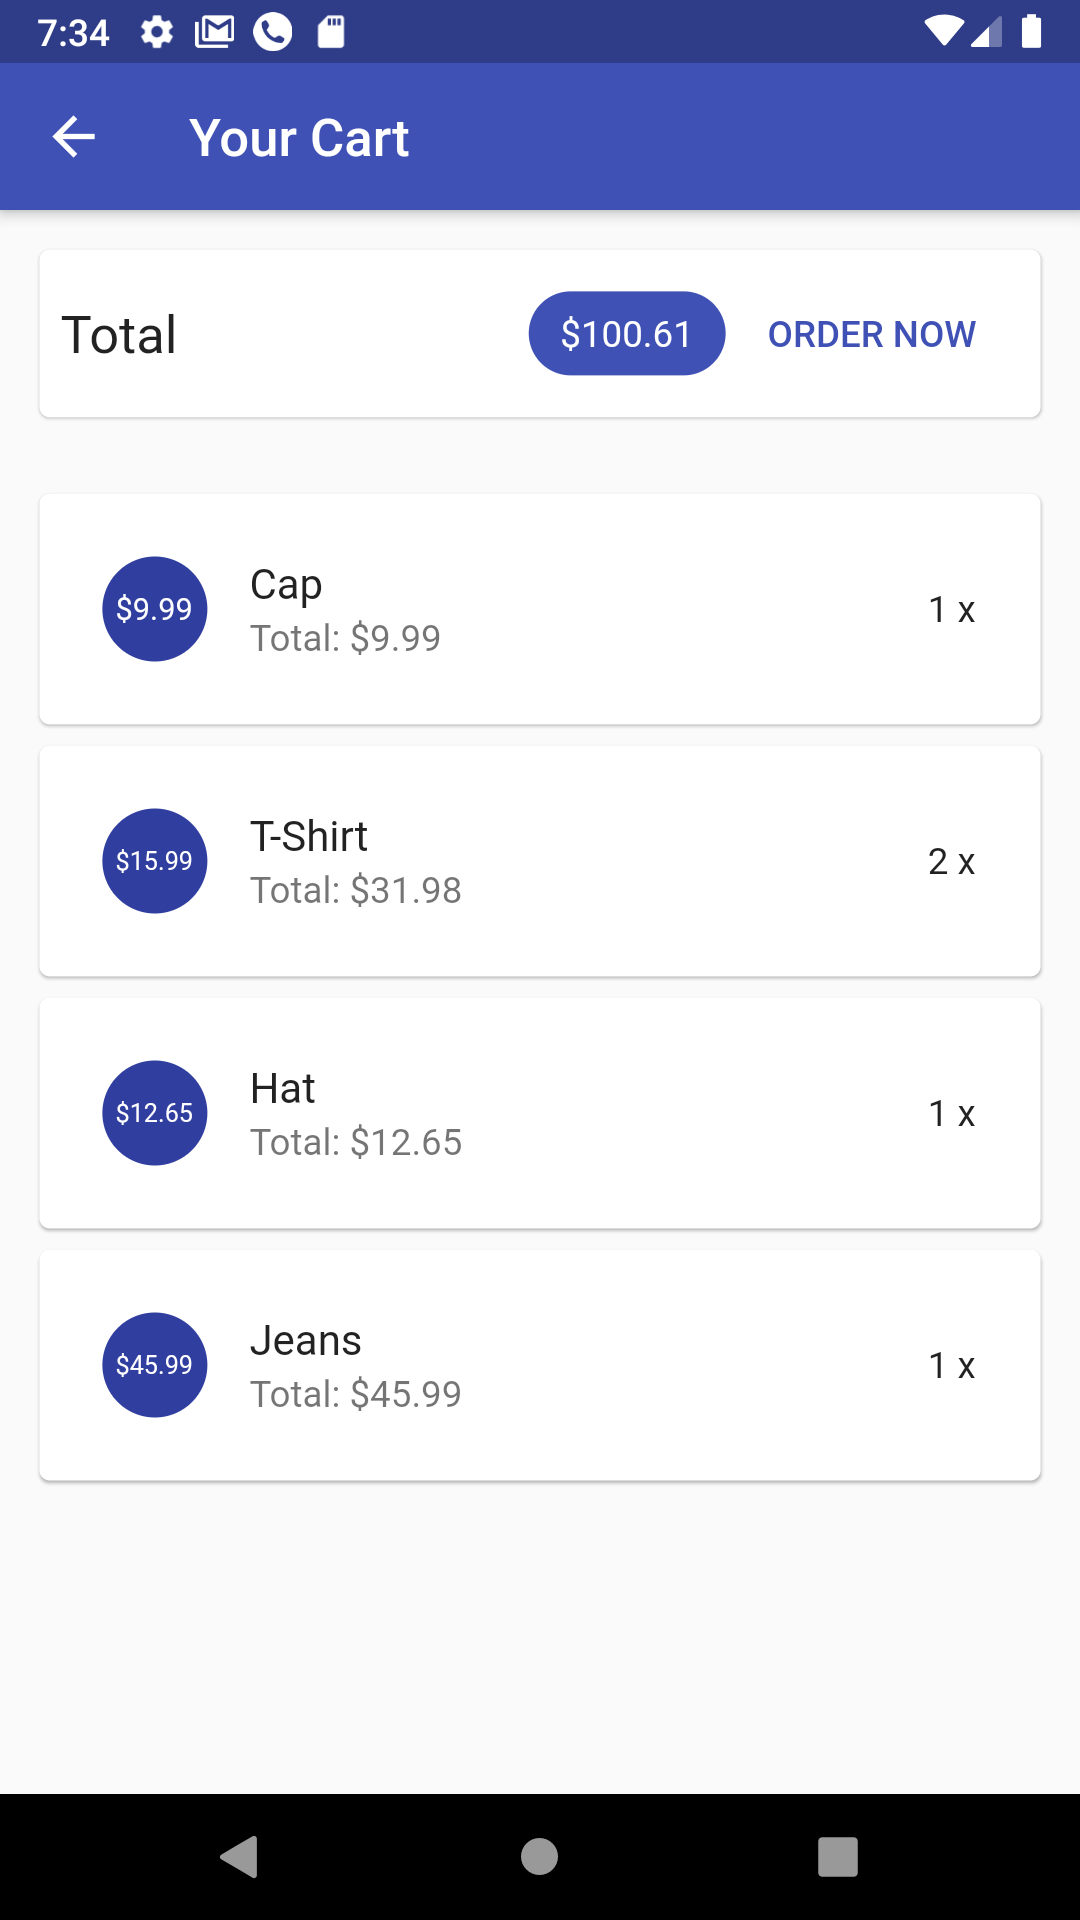 7:34
Your Cart
Total $100.61 ORDER NOW
$9.99
Cap
Total: $9.99
1 x
$15.99
T-Shirt
Total: $31.98
2 x
$12.65
Hat
Total: $12.65
1 x
$45.99
Jeans
Total: $45.99
1 x